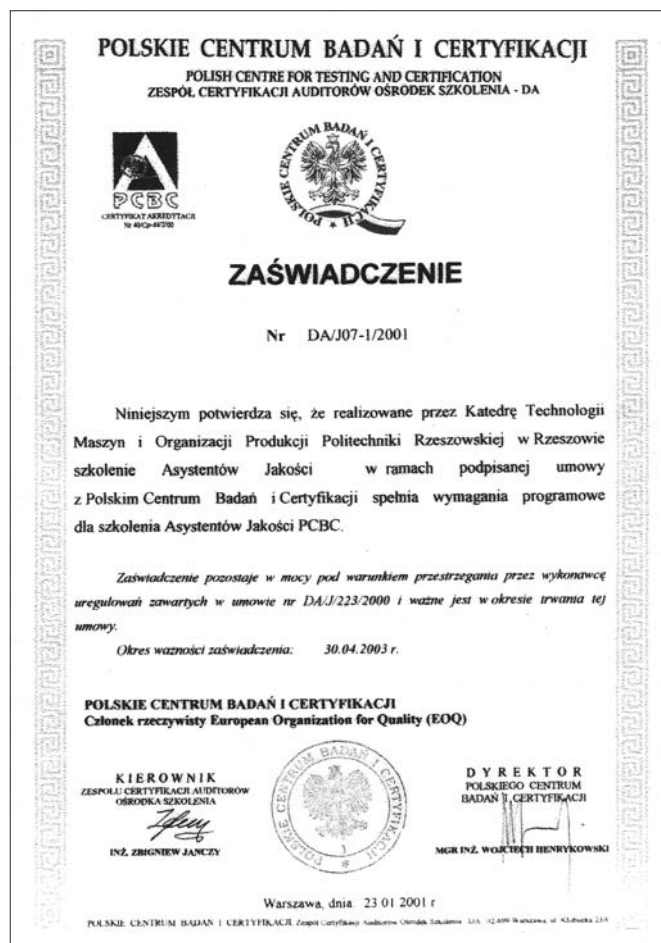 POLSKIE CENTRUM BADAŃ I CERTYFIKACJI
POLISH CENTRE FOR TESTING AND CERTIFICATION
ZESPÓŁ CERTYFIKACJI AUDITORÓW OŚRODEK SZKOLENIA - DA
PCBC
CERTYFIKAT AKREDYTACJI
POLSKIE CENTRUM BADAŃ I CERTYFIKACJI
ZAŚWIADCZENIE
Nr DA/J07-1/2001
Niniejszym potwierdza się, że realizowane przez Katedrę Technologii
Maszyn i Organizacji Produkcji Politechniki Rzeszowskiej w Rzeszowie
szkolenie Asystentów Jakości w ramach podpisanej umowy
z Polskim Centrum Badań i Certyfikacji spełnia wymagania programowe
dla szkolenia Asystentów Jakości PCBC.
Zaświadczenie pozostaje w mocy pod warunkiem przestrzegania przez wykonawcę
uregulowań zawartych w umowie nr DA/J/223/2000 i ważne jest w okresie trwania tej
umowy.
Okres ważności zaświadczenia: 30.04.2003 r.
POLSKIE CENTRUM BADAŃ I CERTYFIKACJI
Członek rzeczywisty European Organization for Quality (EOQ)
KIEROWNIK
ZESPOŁU CERTYFIKACJI AUDITORÓW
OŚRODKA SZKOLENIA
INŻ. ZBIGNIEW JANCZY
POLSKIE CENTRUM BADAŃ I CERTYFIKACJI
1
DYREKTOR
POLSKIEGO CENTRUM
BADAŃ I CERTYFIKACJI
MGR INŻ. WOJCIECH HENRYKOWSKI
Warszawa, dnia 23 01 2001 r
POLSKIE CENTRUM BADAŃ I CERTYFIKACJI Zespół Certyfikacji Auditorów Ośrodek Szkolenia DA 02-699 Warszawa, ul. Kłobucka 23A